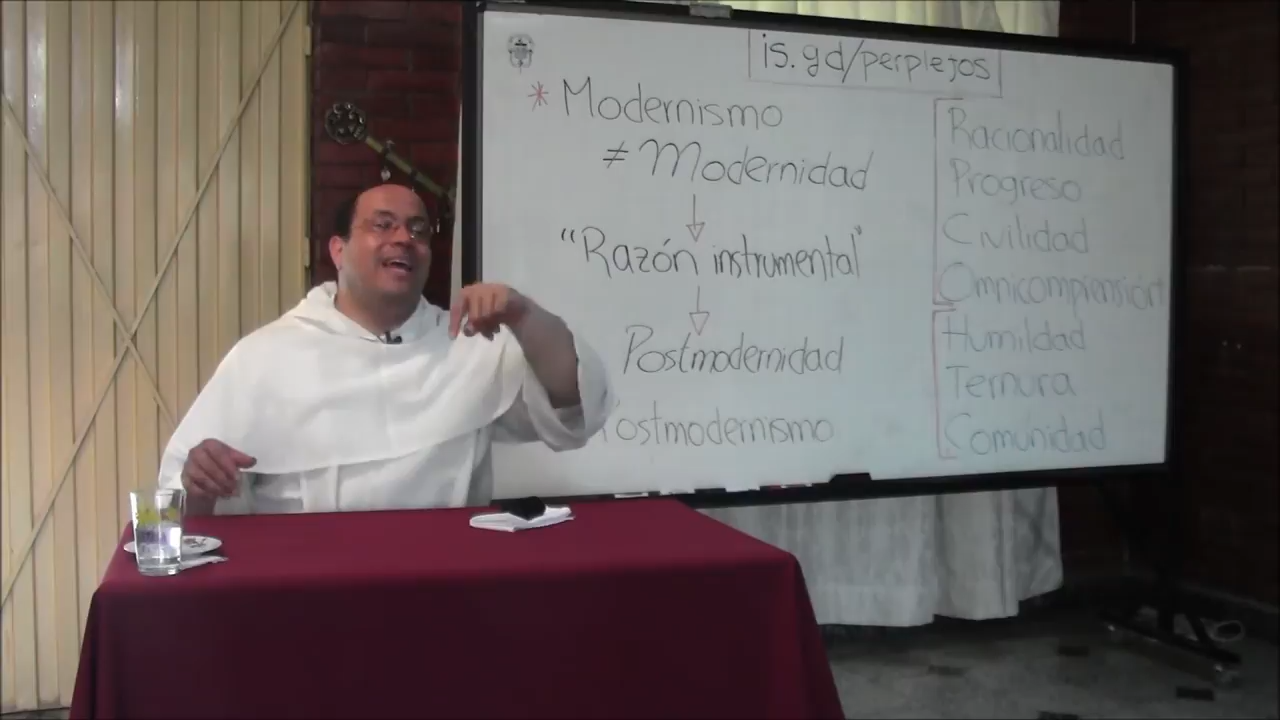 is.gd/perplejos
* Modernismo
≠ Modernidad
↓
"Razón instrumental"
↓
Postmodernidad
Postmodernismo
Racionalidad
Progreso
Civilidad
Omnicomprensión
Humildad
Ternura
Comunidad